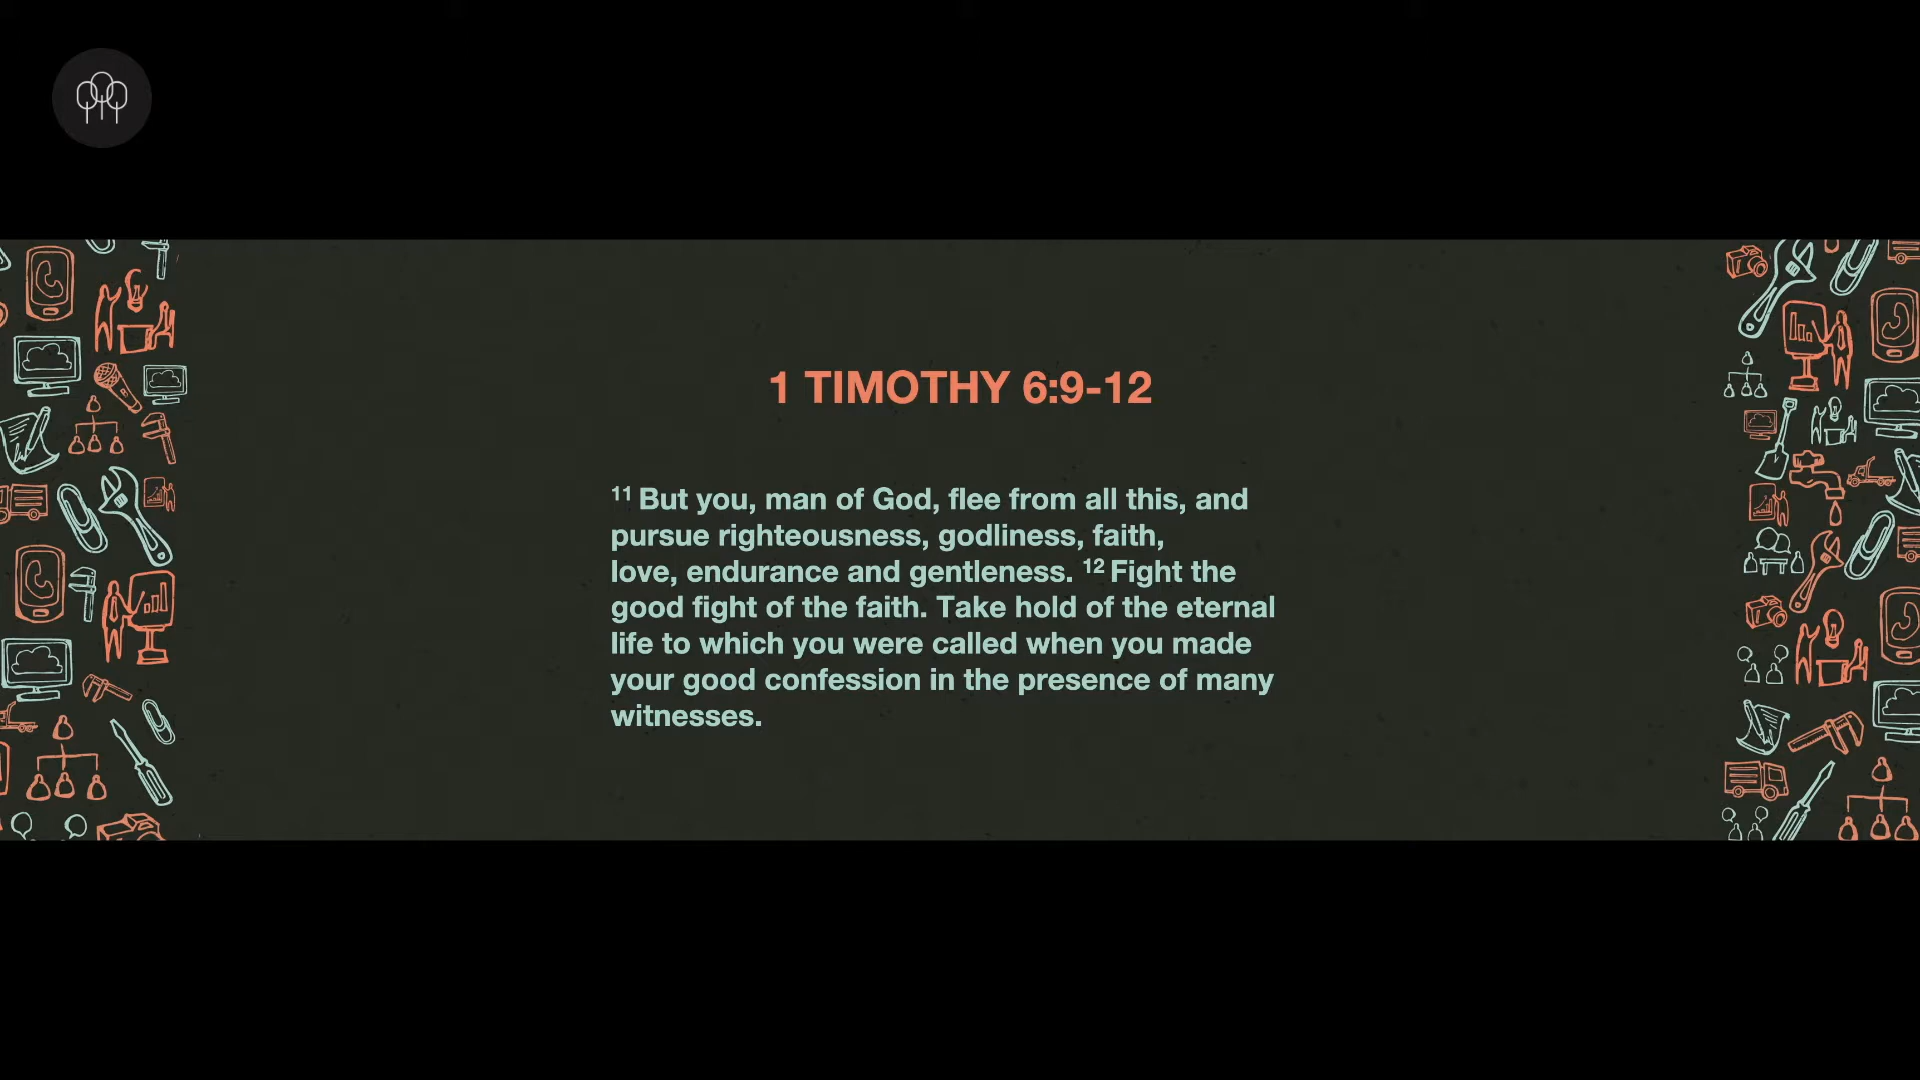 1 TIMOTHY 6:9-12
¹¹ But you, man of God, flee from all this, and
pursue righteousness, godliness, faith,
love, endurance and gentleness. ¹² Fight the
good fight of the faith. Take hold of the eternal
life to which you were called when you made
your good confession in the presence of many
witnesses.